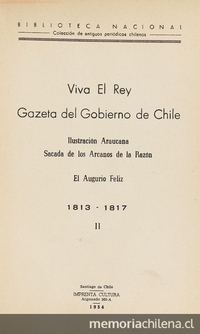 BIBLIOTECA NACIONAL
Colección de antiguos periódicos chilenos
Viva El Rey
Gazeta del Gobierno de Chile
Ilustración Araucana
Sacada de los Arcanos de la Razón
El Augurio Feliz
1813 - 1817
II
Santiago de Chile
IMPRENTA CULTURA
1954
memoriachilena.cl